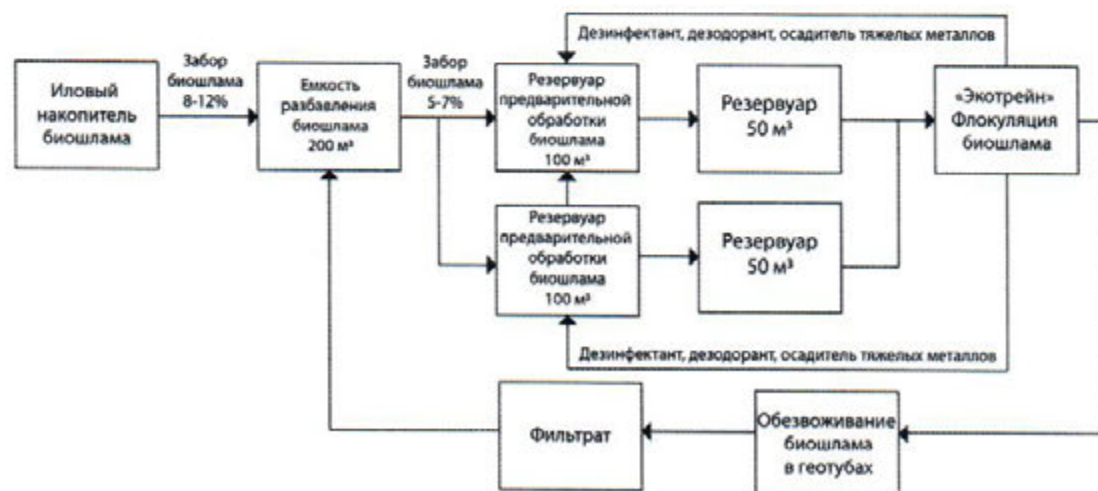 Дезинфектант, дезодорант, осадитель тяжелых металлов
Иловый
накопитель
биошлама
Забор
биошлама
8-12%
Емкость
разбавления
биошлама
200 м³
Забор
биошлама
5-7%
Резервуар
предварительной
обработки
биошлама
100 м³
Резервуар
50 м³
«Экотрейн»
Флокуляция
биошлама
Резервуар
предварительной
обработки
биошлама
100 м³
Резервуар
50 м³
Дезинфектант, дезодорант, осадитель тяжелых металлов
Фильтрат
Обезвоживание
биошлама
в геотубах